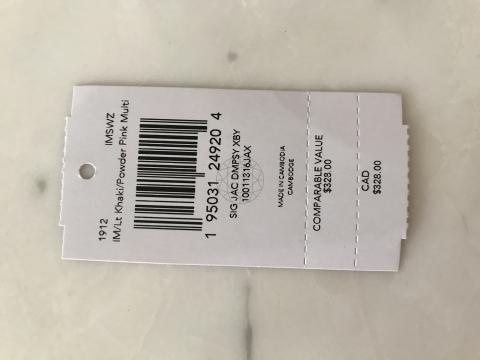 1912 IMSWZ
IM/Lt Khaki/Powder Pink Multi
1 95031 24920 4
SIG JAC DMPSY XBY
10011316JAX
MADE IN CAMBODIA
CAMBODGE
COMPARABLE VALUE
$328.00
CAD
$328.00